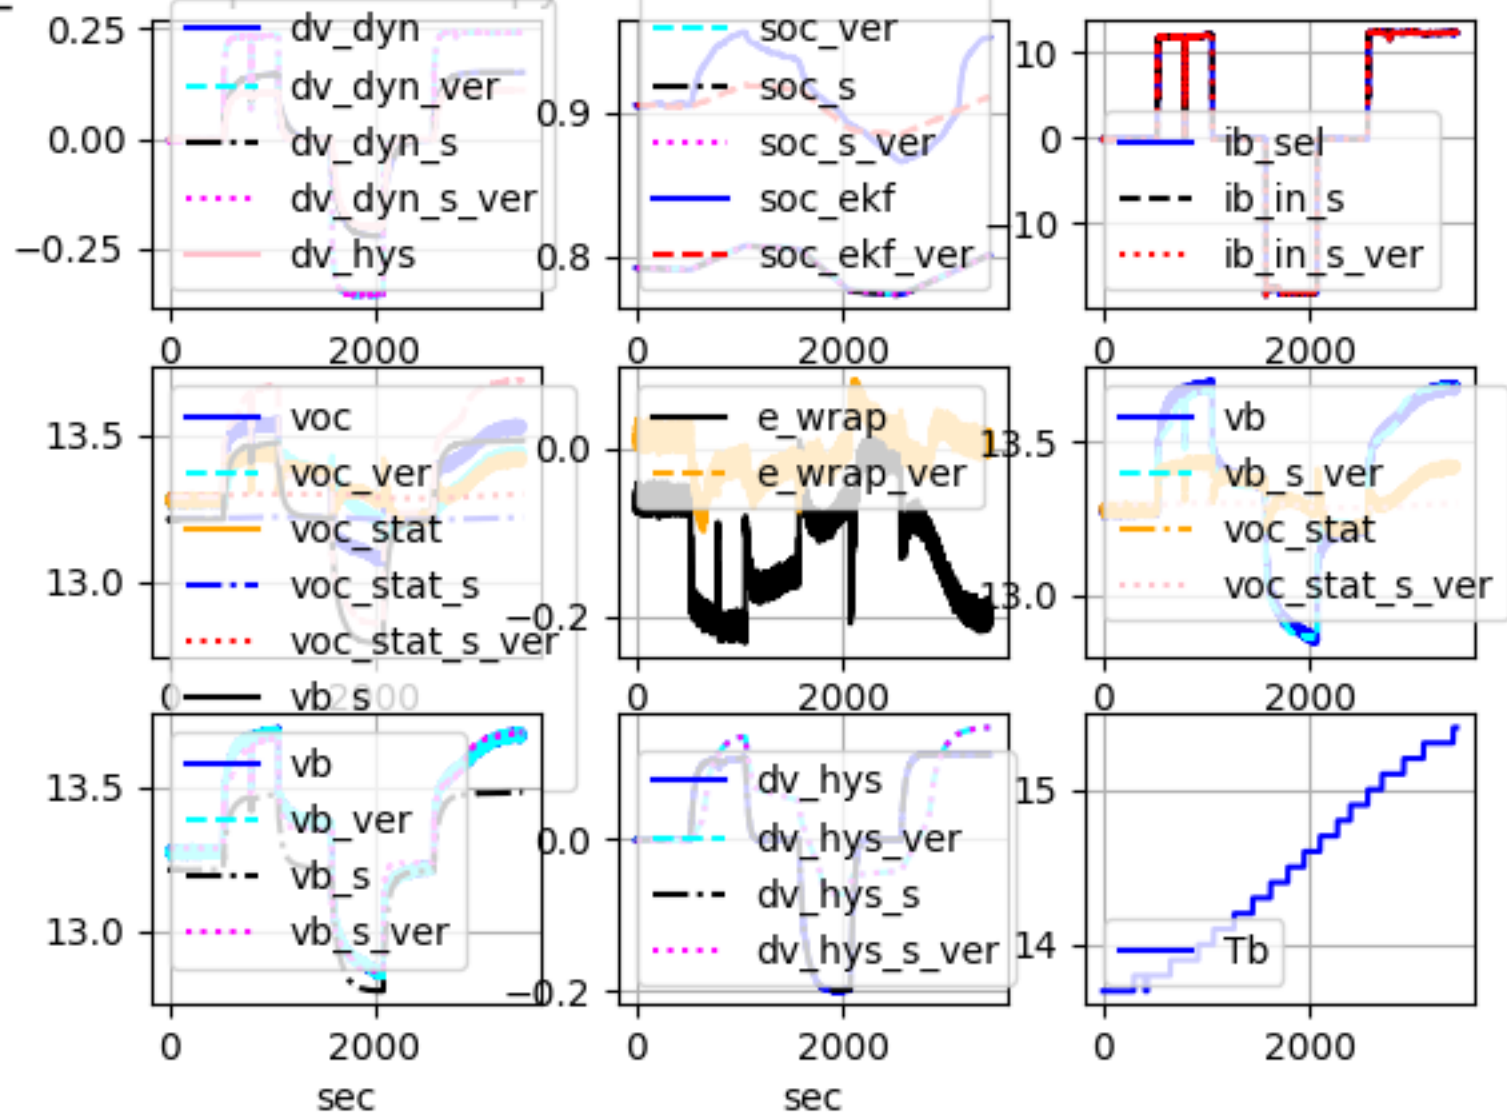 0.25
0.00
−0.25
dv_dyn
dv_dyn_ver
dv_dyn_s
dv_dyn_s_ver
dv_hys
0 2000
0.9
0.8
soc_ver
soc_s
soc_s_ver
soc_ekf
soc_ekf_ver
0 2000
10
0
10
ib_sel
ib_in_s
ib_in_s_ver
0 2000
13.5
13.0
voc
voc_ver
voc_stat
voc_stat_s
voc_stat_s_ver
vb_s
0 2000
0.0
−0.2
e_wrap
e_wrap_ver
0 2000
13.5
13.0
vb
vb_s_ver
voc_stat
voc_stat_s_ver
0 2000
13.5
13.0
vb
vb_ver
vb_s
vb_s_ver
0 2000
sec
0.0
−0.2
dv_hys
dv_hys_ver
dv_hys_s
dv_hys_s_ver
0 2000
sec
15
14
Tb
0 2000